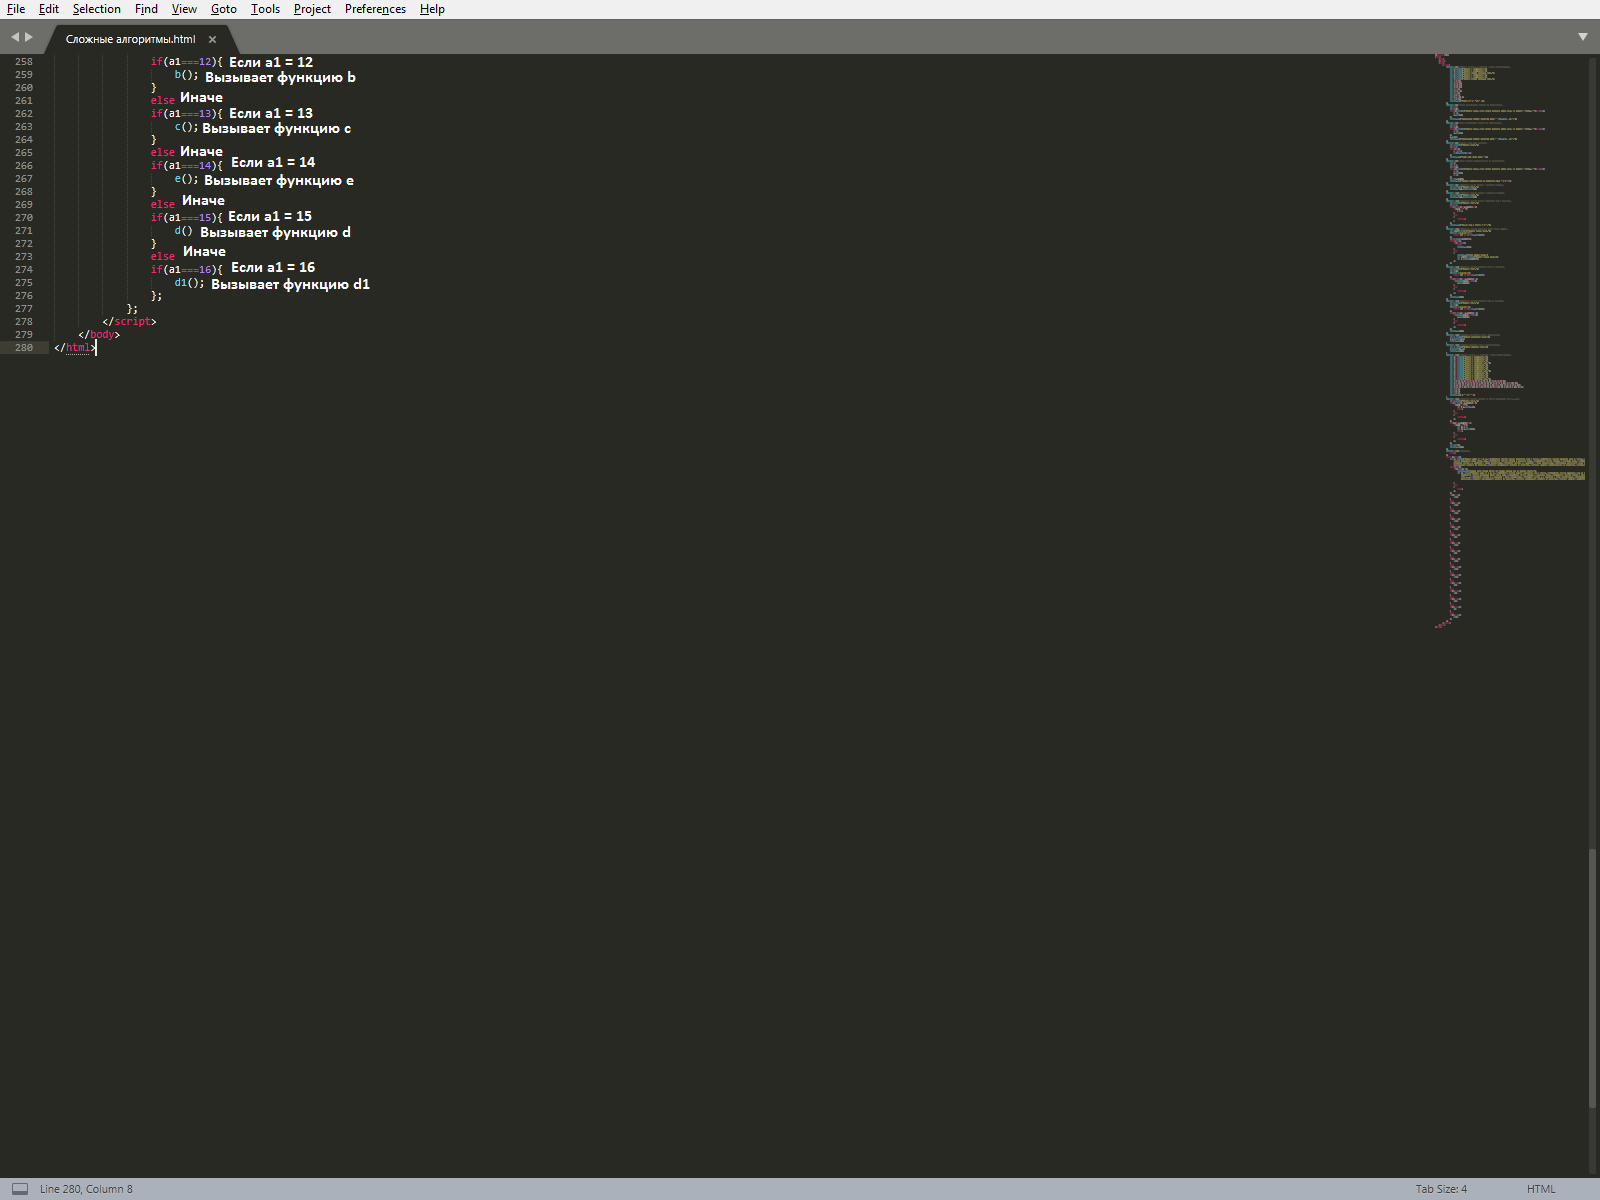 File Edit Selection Find View Goto Tools Project Preferences Help
Сложные алгоритмы.html ×
258 if(a1===12){ Если a1 = 12
259 b(); Вызывает функцию b
260 }
261 else Иначе
262 if(a1===13){ Если a1 = 13
263 c(); Вызывает функцию c
264 }
265 else Иначе
266 if(a1===14){ Если a1 = 14
267 e(); Вызывает функцию e
268 }
269 else Иначе
270 if(a1===15){ Если a1 = 15
271 d() Вызывает функцию d
272 }
273 else Иначе
274 if(a1===16){ Если a1 = 16
275 d1(); Вызывает функцию d1
276 };
277 };
278 </script>
279 </body>
280 </html>
Line 280, Column 8 Tab Size: 4 HTML